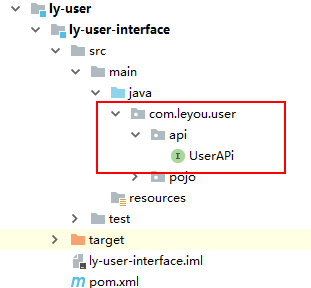 ly-user
ly-user-interface
src
main
java
com.leyou.user
api
UserAPi
pojo
resources
test
target
ly-user-interface.iml
pom.xml